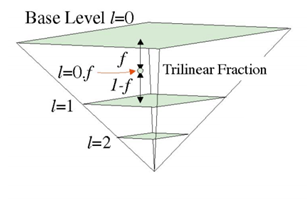 Base Level l=0
f
l=0.f
Trilinear Fraction
1-f
l=1
l=2